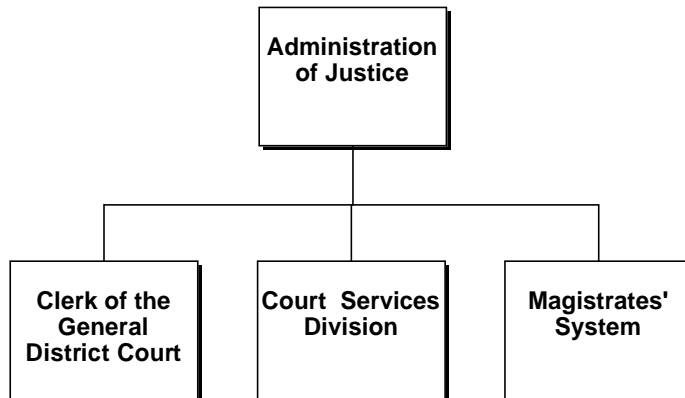 Administration
of Justice
Clerk of the
General
District Court
Court Services
Division
Magistrates'
System